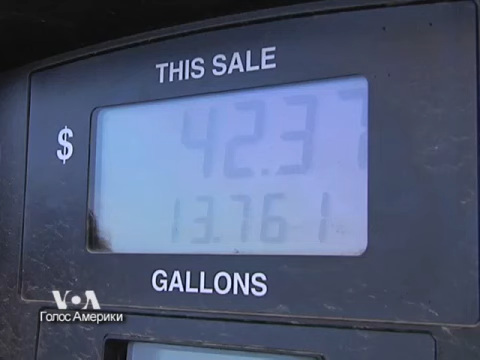 THIS SALE
$ 42.37
13.761
GALLONS
VOA
Голос Америки